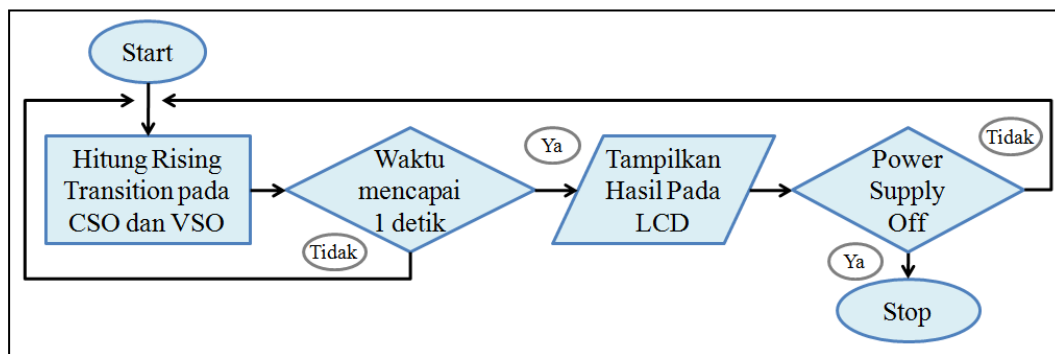 Start
Hitung Rising
Transition pada
CSO dan VSO
Waktu
mencapai
1 detik
Tidak
Ya
Tampilkan
Hasil Pada
LCD
Power
Supply
Off
Tidak
Ya
Stop